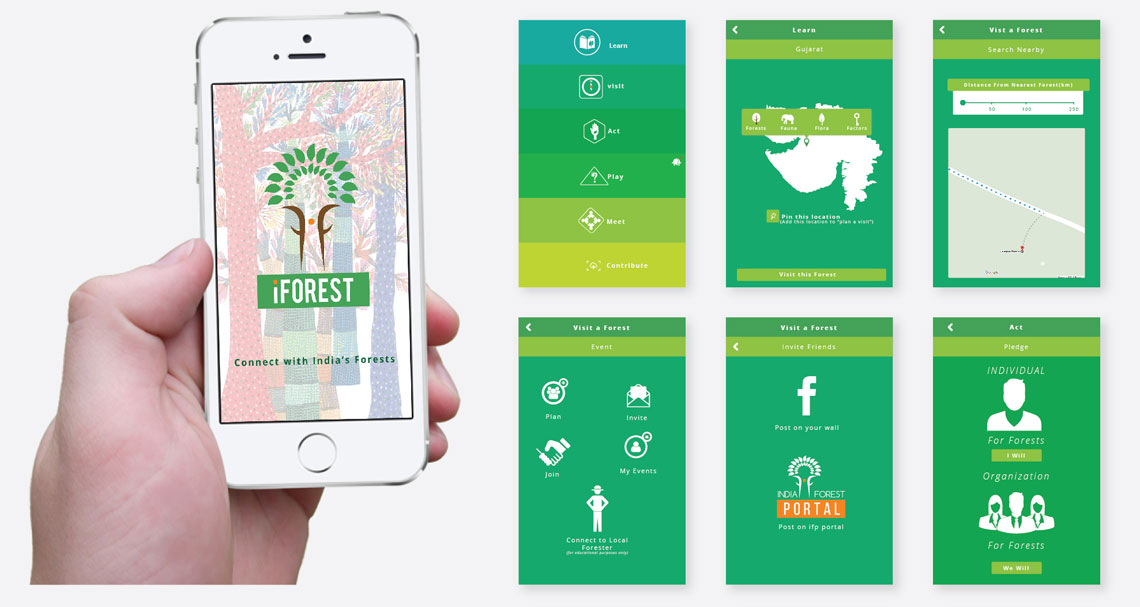 iFOREST
Connect with India's Forests
Learn
visit
Act
Play
Meet
Contribute
Learn
Gujarat
Forests Fauna Flora Factors
Pin this location
(Add this location to "plan a visit")
Visit this Forest
Vist a Forest
Search Nearby
Distance From Nearest Forest(km)
50 100 250
Visit a Forest
Event
Plan
Invite
Join
My Events
Connect to Local
Forester
(for educational purposes only)
Visit a Forest
Invite Friends
Post on your wall
INDIA FOREST
PORTAL
Post on ifp portal
Act
Pledge
INDIVIDUAL
For Forests
I Will
Organization
For Forests
We Will